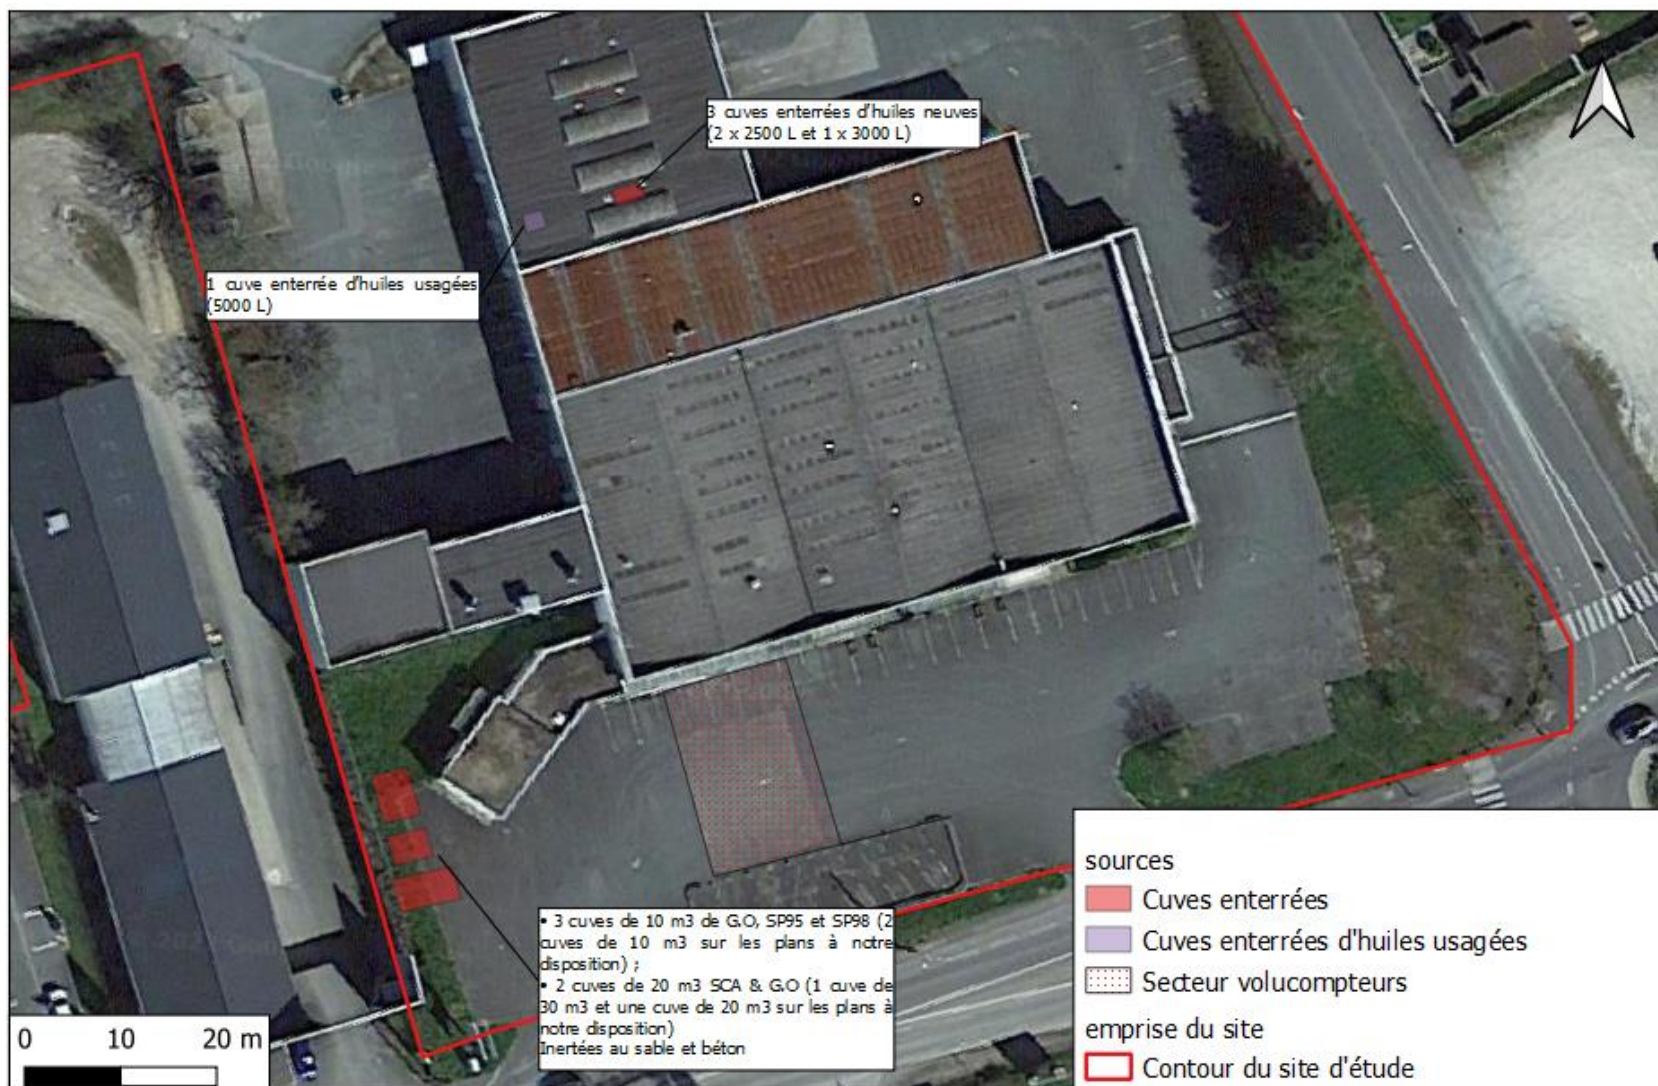 3 cuves enterrées d'huiles neuves
(2 x 2500 L et 1 x 3000 L)
1 cuve enterrée d'huiles usagées
(5000 L)
• 3 cuves de 10 m3 de G.O, SP95 et SP98 (2
cuves de 10 m3 sur les plans à notre
disposition) ;
• 2 cuves de 20 m3 SCA & G.O (1 cuve de
30 m3 et une cuve de 20 m3 sur les plans à
notre disposition)
Inertées au sable et béton
sources
Cuves enterrées
Cuves enterrées d'huiles usagées
Secteur volucompteurs
emprise du site
Contour du site d'étude
0 10 20 m